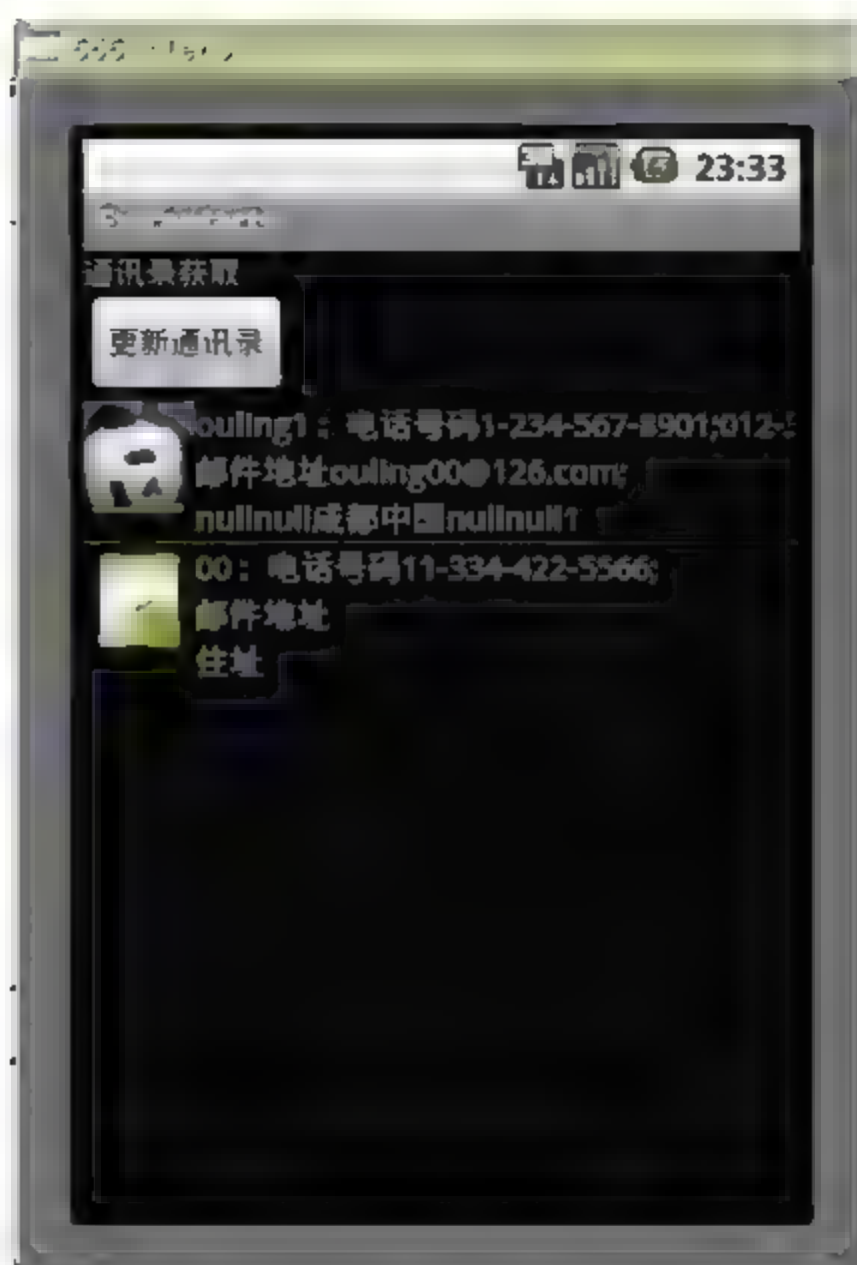 23:33
通讯录获取
更新通讯录
ouling1：电话号码1-234-567-8901;012-
邮件地址ouling00@126.com;
nullnull成都中国nullnull1
00：电话号码11-334-422-5566;
邮件地址
住址